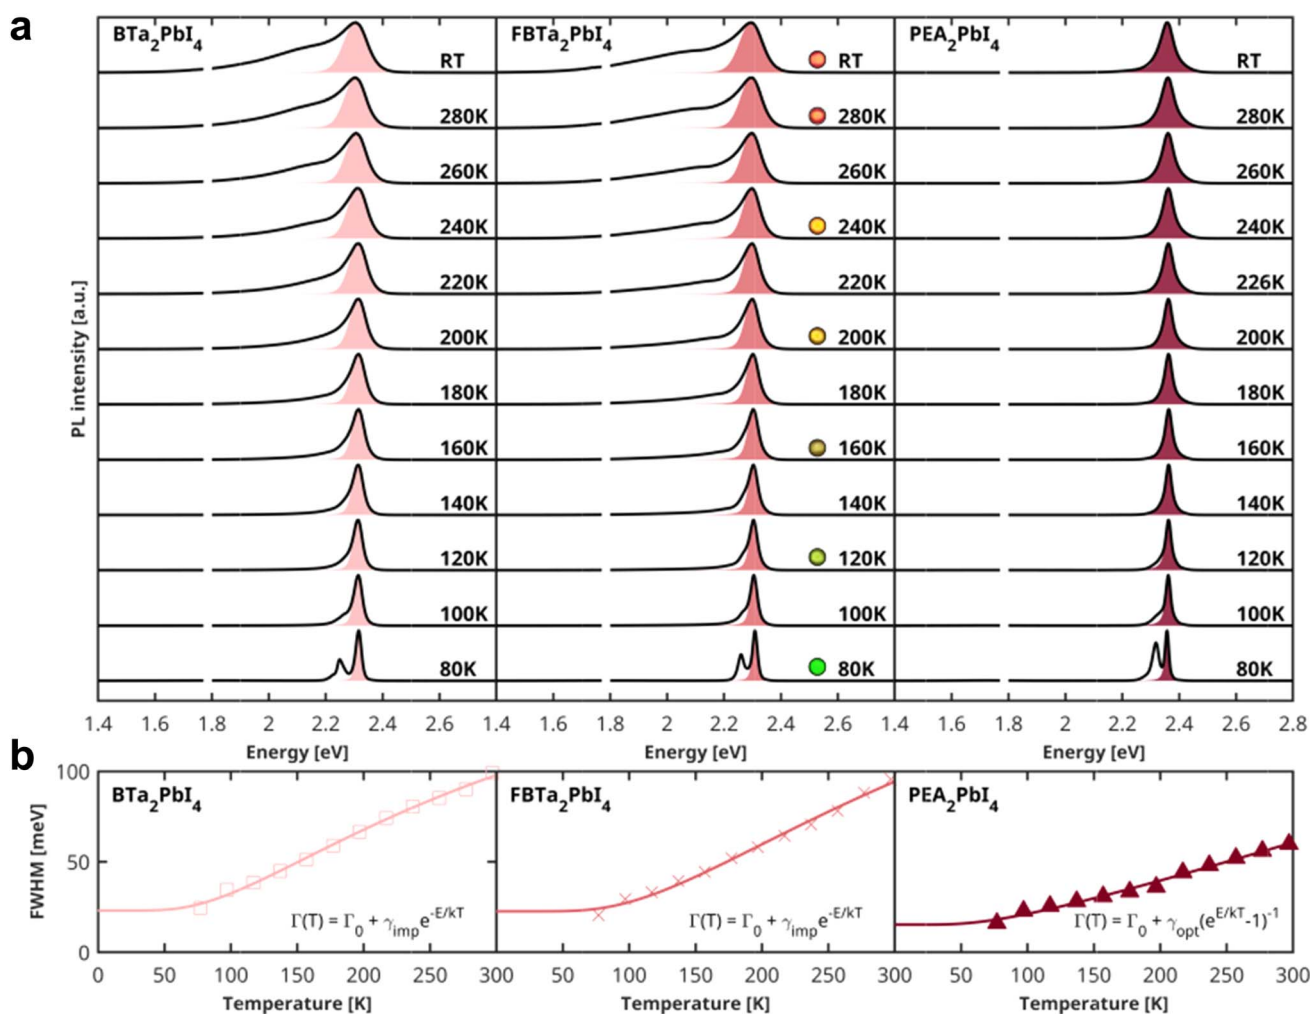 a
BTa2PbI4 FBTa2PbI4 PEA2PbI4
RT RT RT
280K 280K 280K
260K 260K 260K
240K 240K 240K
220K 220K 226K
200K 200K 200K
180K 180K 180K
160K 160K 160K
140K 140K 140K
120K 120K 120K
100K 100K 100K
80K 80K 80K
PL intensity [a.u.]
1.4 1.6 1.8 2 2.2 2.4 2.6 1.4 1.6 1.8 2 2.2 2.4 2.6 1.4 1.6 1.8 2 2.2 2.4 2.6 2.8
Energy [eV] Energy [eV] Energy [eV]
b
BTa2PbI4 FBTa2PbI4 PEA2PbI4
100
50
0
FWHM [meV]
Γ(T) = Γ0 + γimp e-E/kT Γ(T) = Γ0 + γimp e-E/kT Γ(T) = Γ0 + γopt(eE/kT-1)-1
0 50 100 150 200 250 300 50 100 150 200 250 300 50 100 150 200 250 300
Temperature [K] Temperature [K] Temperature [K]